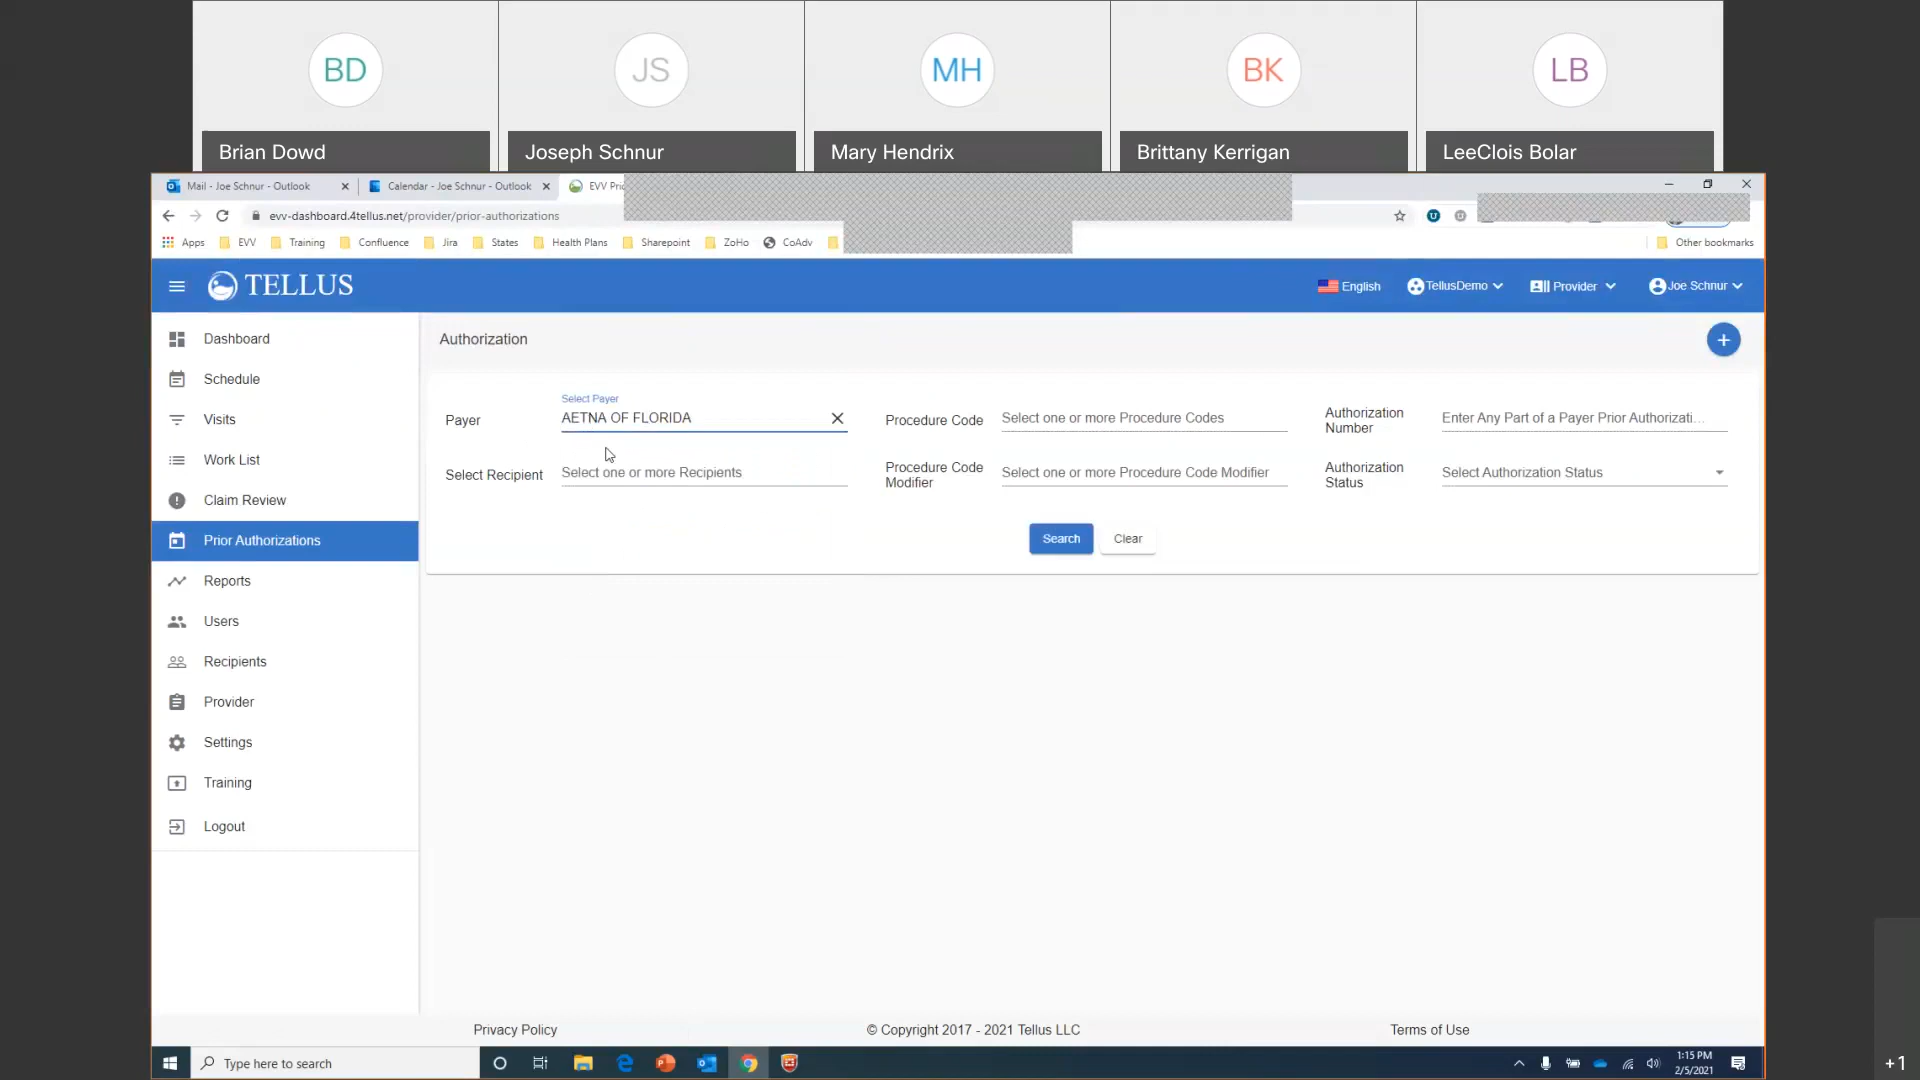 BD
JS
MH
BK
LB
Brian Dowd
Joseph Schnur
Mary Hendrix
Brittany Kerrigan
LeeClois Bolar
Mail - Joe Schnur - Outlook
Calendar - Joe Schnur - Outlook
EVV
evv-dashboard.4tellus.net/provider/prior-authorizations
Apps
EVV
Training
Confluence
Jira
States
Health Plans
Sharepoint
ZoHo
CoAdv
Other bookmarks
TELLUS
English
TellusDemo
Provider
Joe Schnur
Dashboard
Schedule
Visits
Work List
Claim Review
Prior Authorizations
Reports
Users
Recipients
Provider
Settings
Training
Logout
Authorization
+
Payer
Select Payer
AETNA OF FLORIDA
Procedure Code
Select one or more Procedure Codes
Authorization
Number
Enter Any Part of a Payer Prior Authorizati...
Select Recipient
Select one or more Recipients
Procedure Code
Modifier
Select one or more Procedure Code Modifier
Authorization
Status
Select Authorization Status
Search
Clear
Privacy Policy
© Copyright 2017 - 2021 Tellus LLC
Terms of Use
Type here to search
1:15 PM
2/5/2021
+1